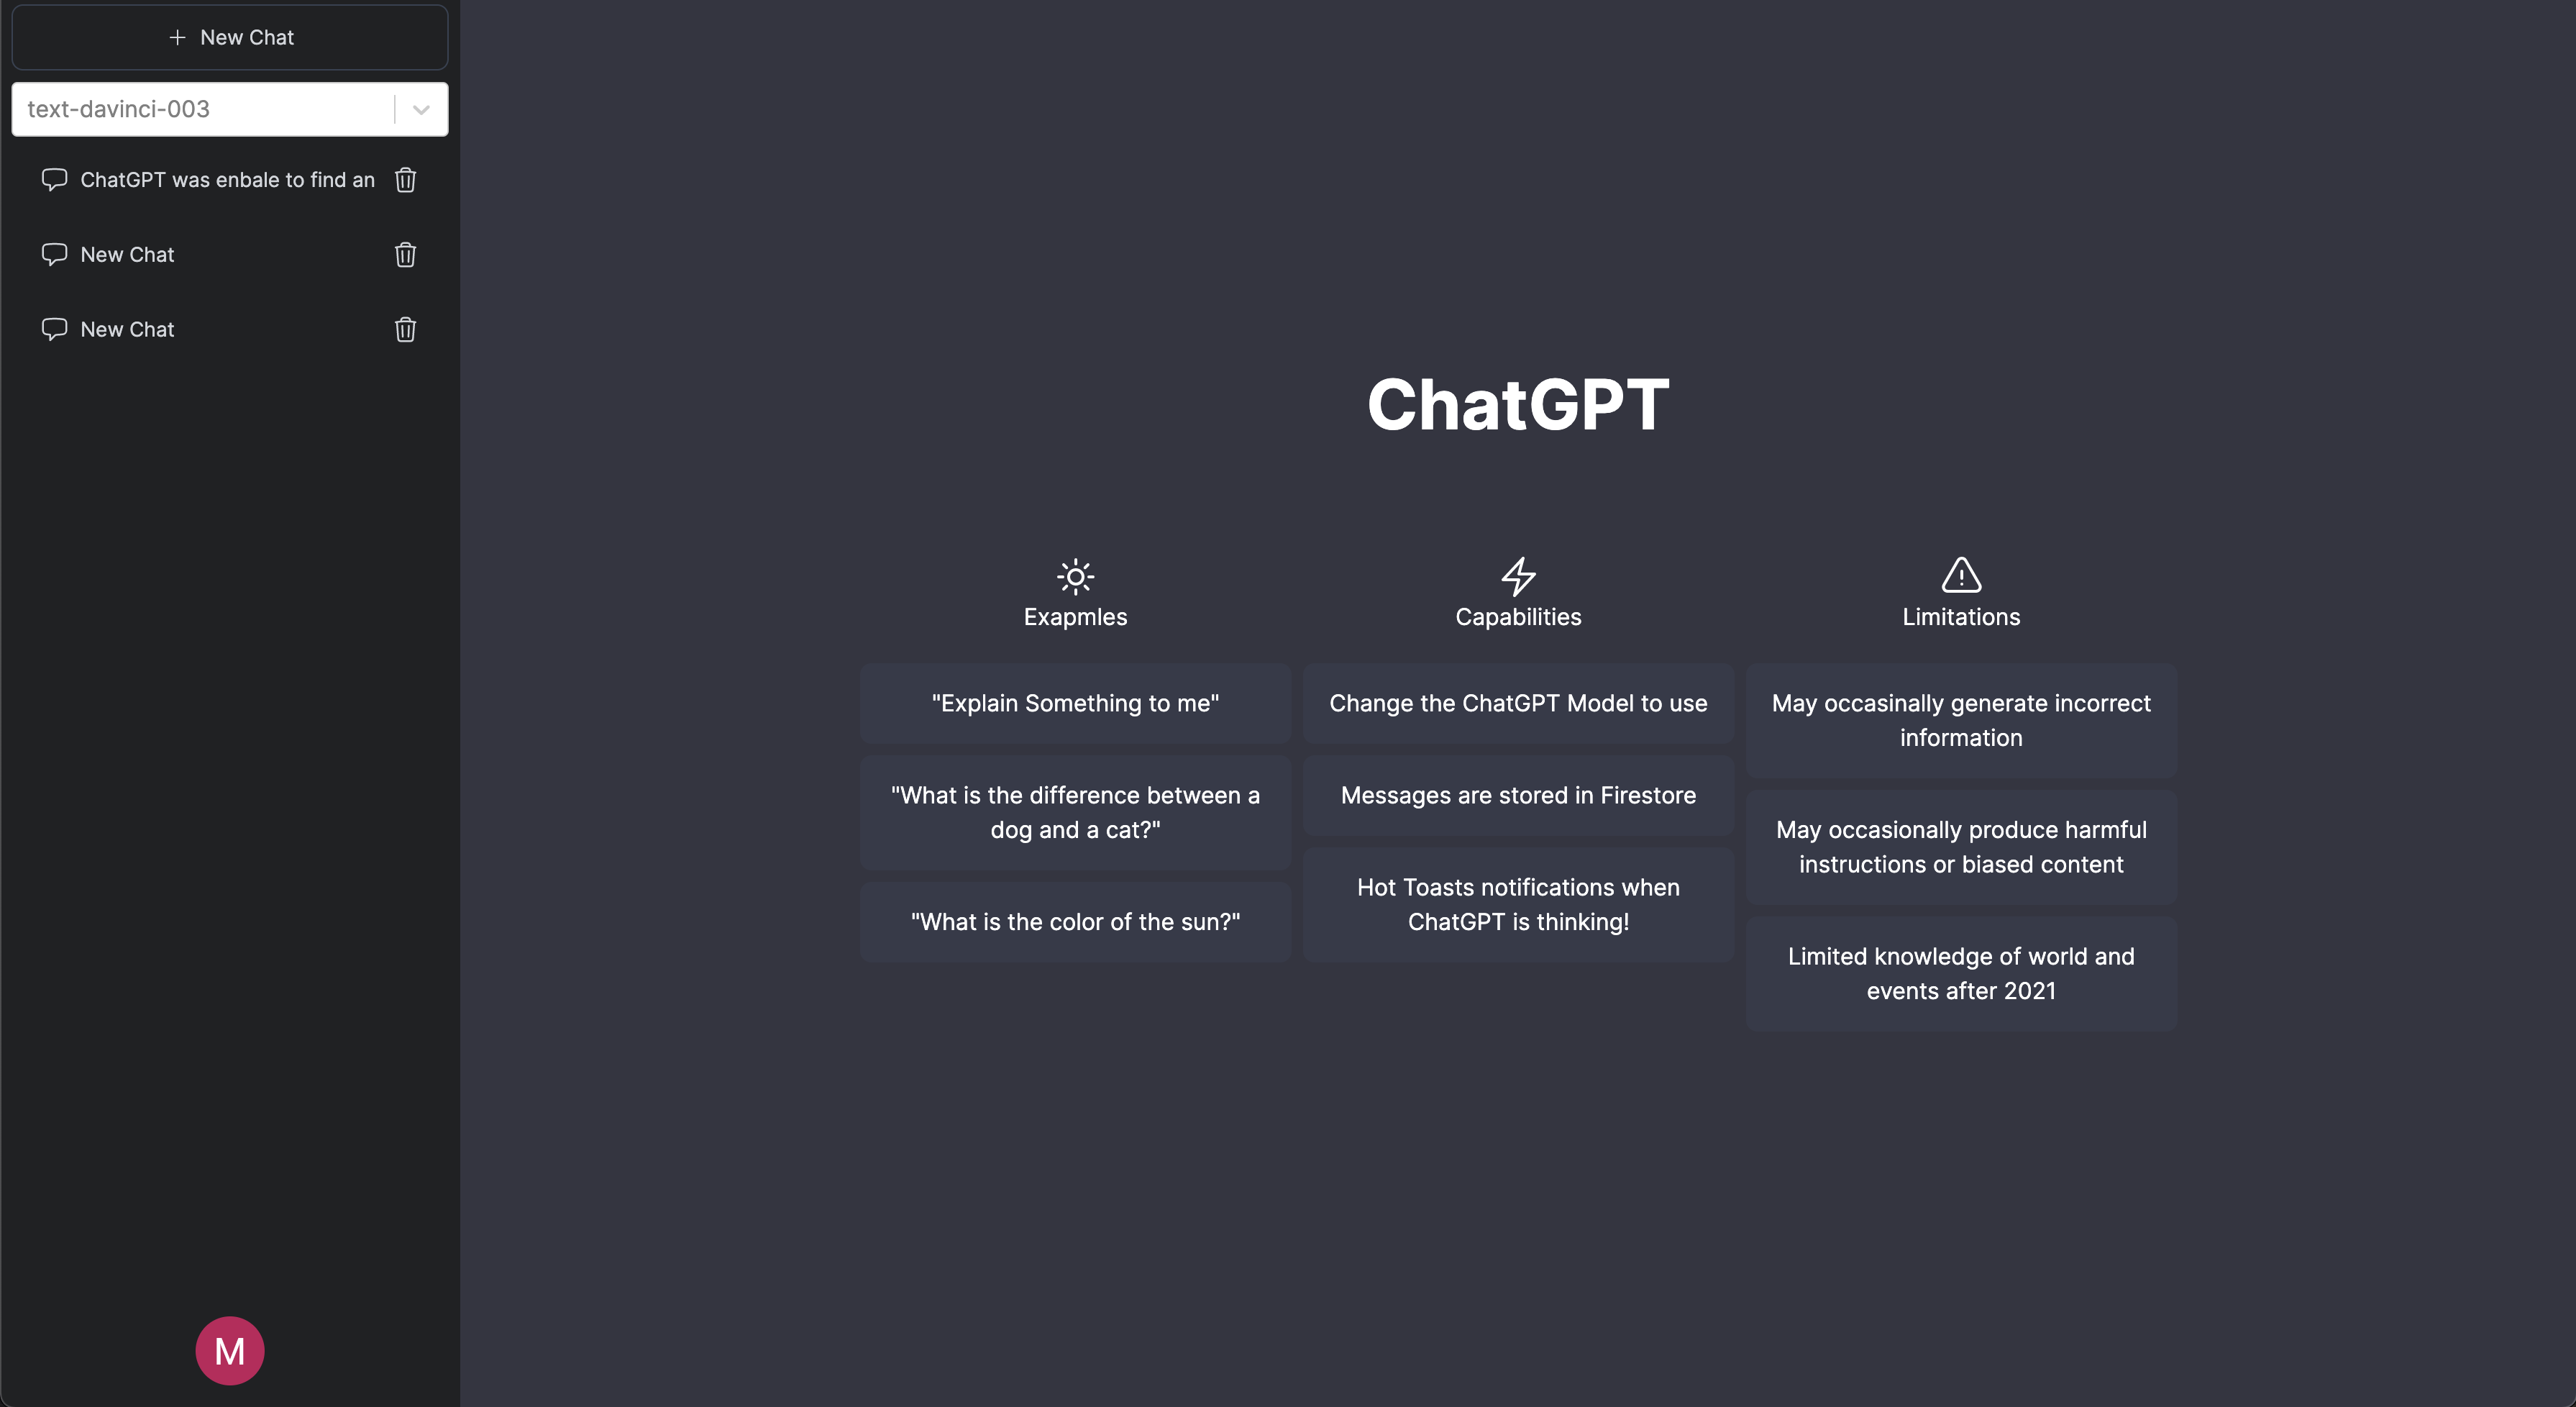 New Chat
text-davinci-003
ChatGPT was enbale to find an
New Chat
New Chat
M
ChatGPT
Exapmles
"Explain Something to me"
"What is the difference between a
dog and a cat?"
"What is the color of the sun?"
Capabilities
Change the ChatGPT Model to use
Messages are stored in Firestore
Hot Toasts notifications when
ChatGPT is thinking!
Limitations
May occasinally generate incorrect
information
May occasionally produce harmful
instructions or biased content
Limited knowledge of world and
events after 2021